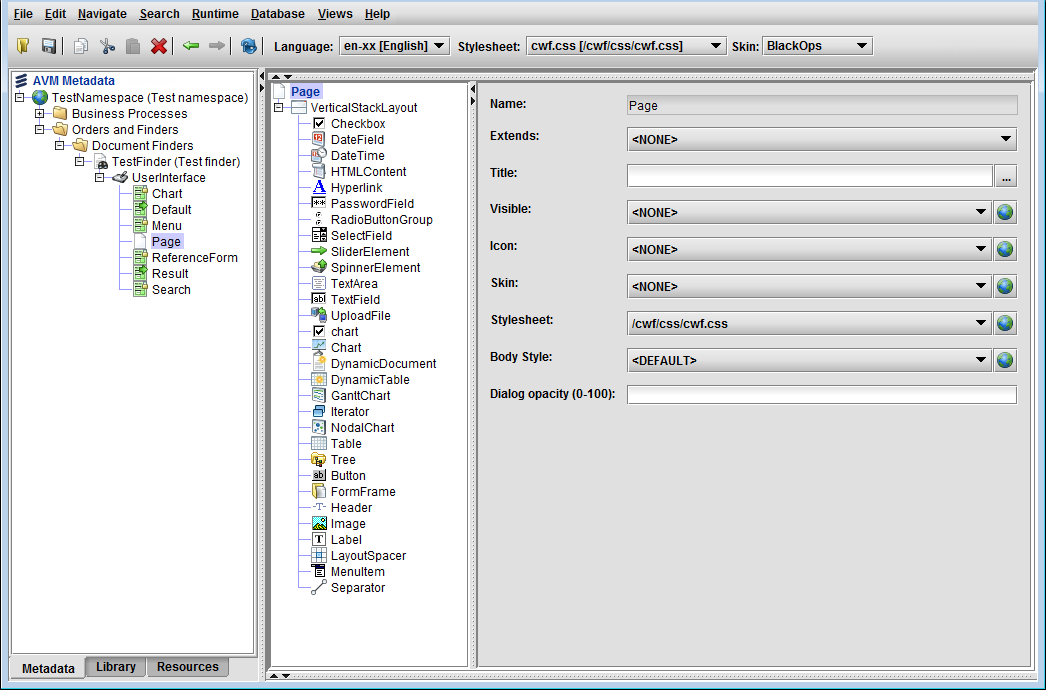 File Edit Navigate Search Runtime Database Views Help
Language: en-xx [English] Stylesheet: cwf.css [/cwf/css/cwf.css] Skin: BlackOps
AVM Metadata
TestNamespace (Test namespace)
Business Processes
Orders and Finders
Document Finders
TestFinder (Test finder)
UserInterface
Chart
Default
Menu
Page
ReferenceForm
Result
Search
Metadata Library Resources
Page
VerticalStackLayout
Checkbox
DateField
DateTime
HTMLContent
Hyperlink
PasswordField
RadioButtonGroup
SelectField
SliderElement
SpinnerElement
TextArea
TextField
UploadFile
chart
Chart
DynamicDocument
DynamicTable
GanttChart
Iterator
NodalChart
Table
Tree
Button
FormFrame
Header
Image
Label
LayoutSpacer
MenuItem
Separator
Name: Page
Extends: <NONE>
Title: ...
Visible: <NONE>
Icon: <NONE>
Skin: <NONE>
Stylesheet: /cwf/css/cwf.css
Body Style: <DEFAULT>
Dialog opacity (0-100):